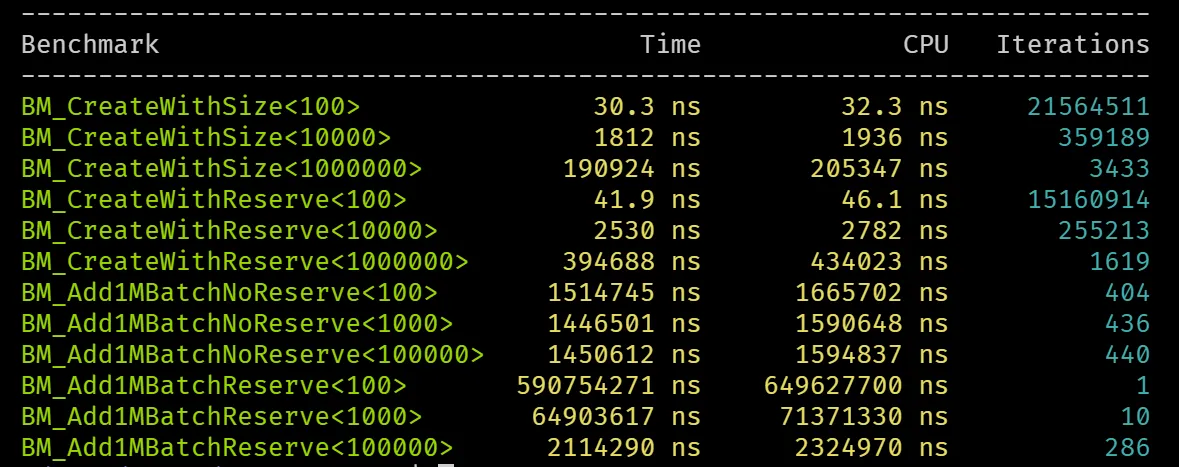 --------------------------------------------------------------------------
Benchmark                               Time             CPU   Iterations
--------------------------------------------------------------------------
BM_CreateWithSize<100>               30.3 ns         32.3 ns     21564511
BM_CreateWithSize<10000>             1812 ns         1936 ns       359189
BM_CreateWithSize<1000000>         190924 ns       205347 ns         3433
BM_CreateWithReserve<100>            41.9 ns         46.1 ns     15160914
BM_CreateWithReserve<10000>          2530 ns         2782 ns       255213
BM_CreateWithReserve<1000000>      394688 ns       434023 ns         1619
BM_Add1MBatchNoReserve<100>       1514745 ns      1665702 ns          404
BM_Add1MBatchNoReserve<1000>      1446501 ns      1590648 ns          436
BM_Add1MBatchNoReserve<100000>    1450612 ns      1594837 ns          440
BM_Add1MBatchReserve<100>       590754271 ns    649627700 ns            1
BM_Add1MBatchReserve<1000>       64903617 ns     71371330 ns           10
BM_Add1MBatchReserve<100000>      2114290 ns      2324970 ns          286